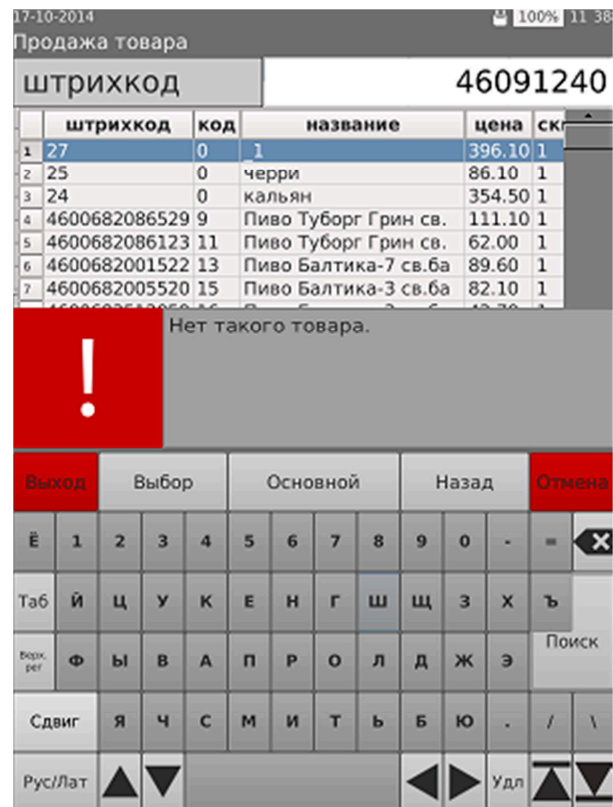 17-10-2014 100% 11 38
Продажа товара
штрихкод 46091240
штрихкод код название цена скл
1 27 0 _1 396.10 1
2 25 0 черри 86.10 1
3 24 0 кальян 354.50 1
4 4600682086529 9 Пиво Туборг Грин св. 111.10 1
5 4600682086123 11 Пиво Туборг Грин св. 62.00 1
6 4600682001522 13 Пиво Балтика-7 св.ба 89.60 1
7 4600682005520 15 Пиво Балтика-3 св.ба 82.10 1
!
Нет такого товара.
Выход Выбор Основной Назад Отмена
Ё 1 2 3 4 5 6 7 8 9 0 - =
Таб Й Ц У К Е Н Г Ш Щ З Х Ъ
Верх. рег Ф Ы В А П Р О Л Д Ж Э Поиск
Сдвиг Я Ч С М И Т Ь Б Ю . / \
Рус/Лат Удл